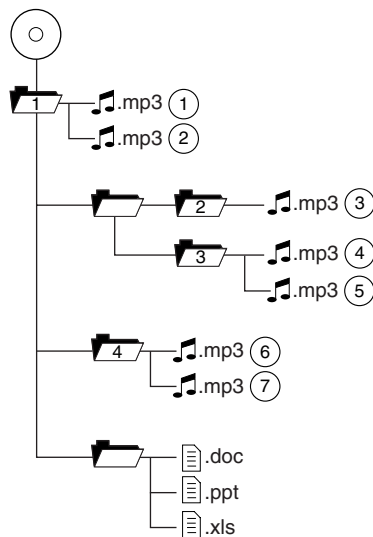 1 .mp3 1
.mp3 2
2 .mp3 3
3 .mp3 4
.mp3 5
4 .mp3 6
.mp3 7
.doc
.ppt
.xls